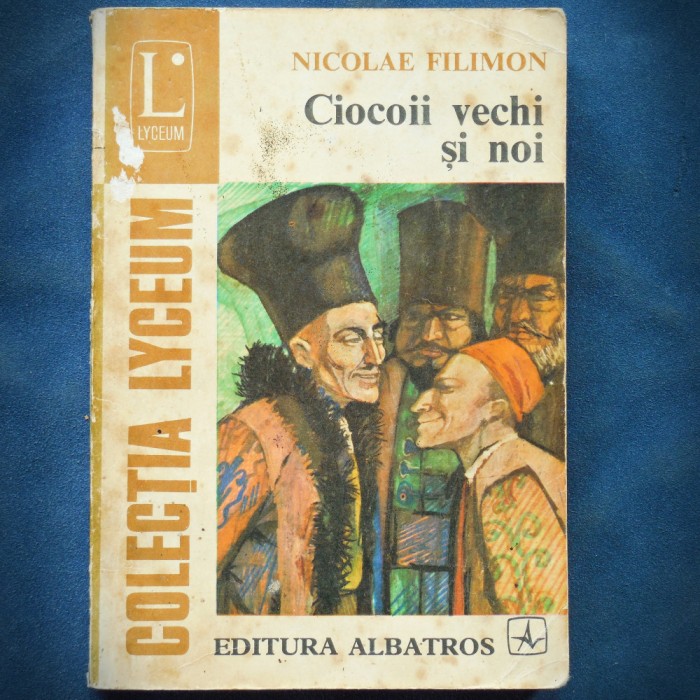 L
LYCEUM
NICOLAE FILIMON
Ciocoii vechi
și noi
COLECȚIA LYCEUM
EDITURA ALBATROS